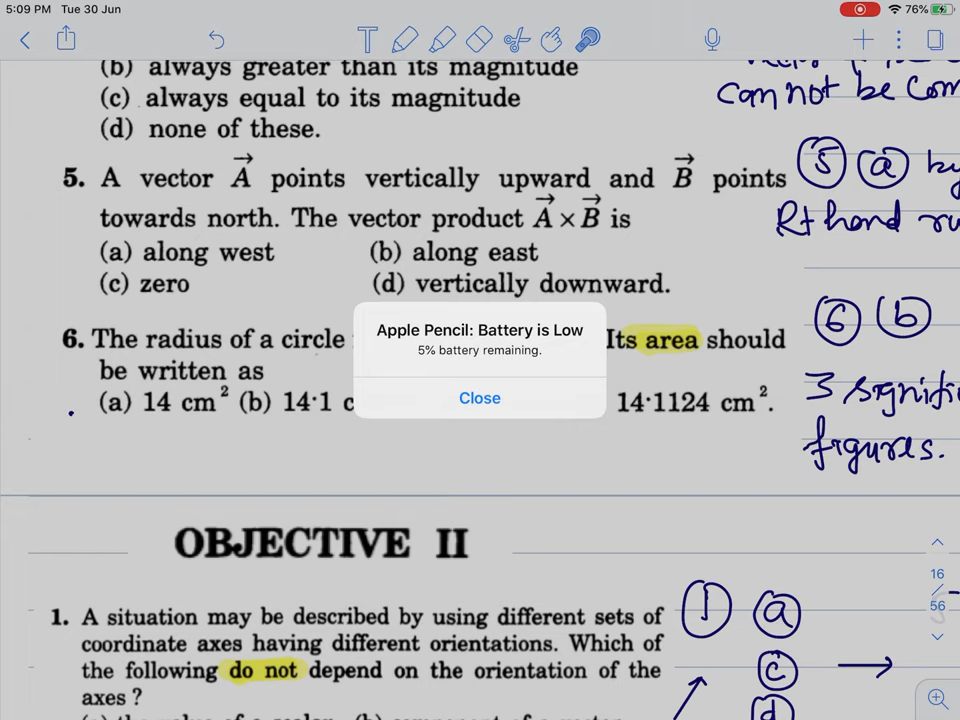 5:09 PM Tue 30 Jun
76%
(b) always greater than its magnitude
(c) always equal to its magnitude
(d) none of these.
can not be com
5. A vector A⃗ points vertically upward and B⃗ points
towards north. The vector product A⃗ × B⃗ is
(a) along west (b) along east
(c) zero (d) vertically downward.
5 a by
Rt hand ru
Apple Pencil: Battery is Low
5% battery remaining.
Close
6. The radius of a circle Its area should
be written as
(a) 14 cm² (b) 14·1 c 14·1124 cm².
6 b
3 signifi
figures.
OBJECTIVE II
1. A situation may be described by using different sets of
coordinate axes having different orientations. Which of
the following do not depend on the orientation of the
axes ?
1 a
c →
d
16
/
56